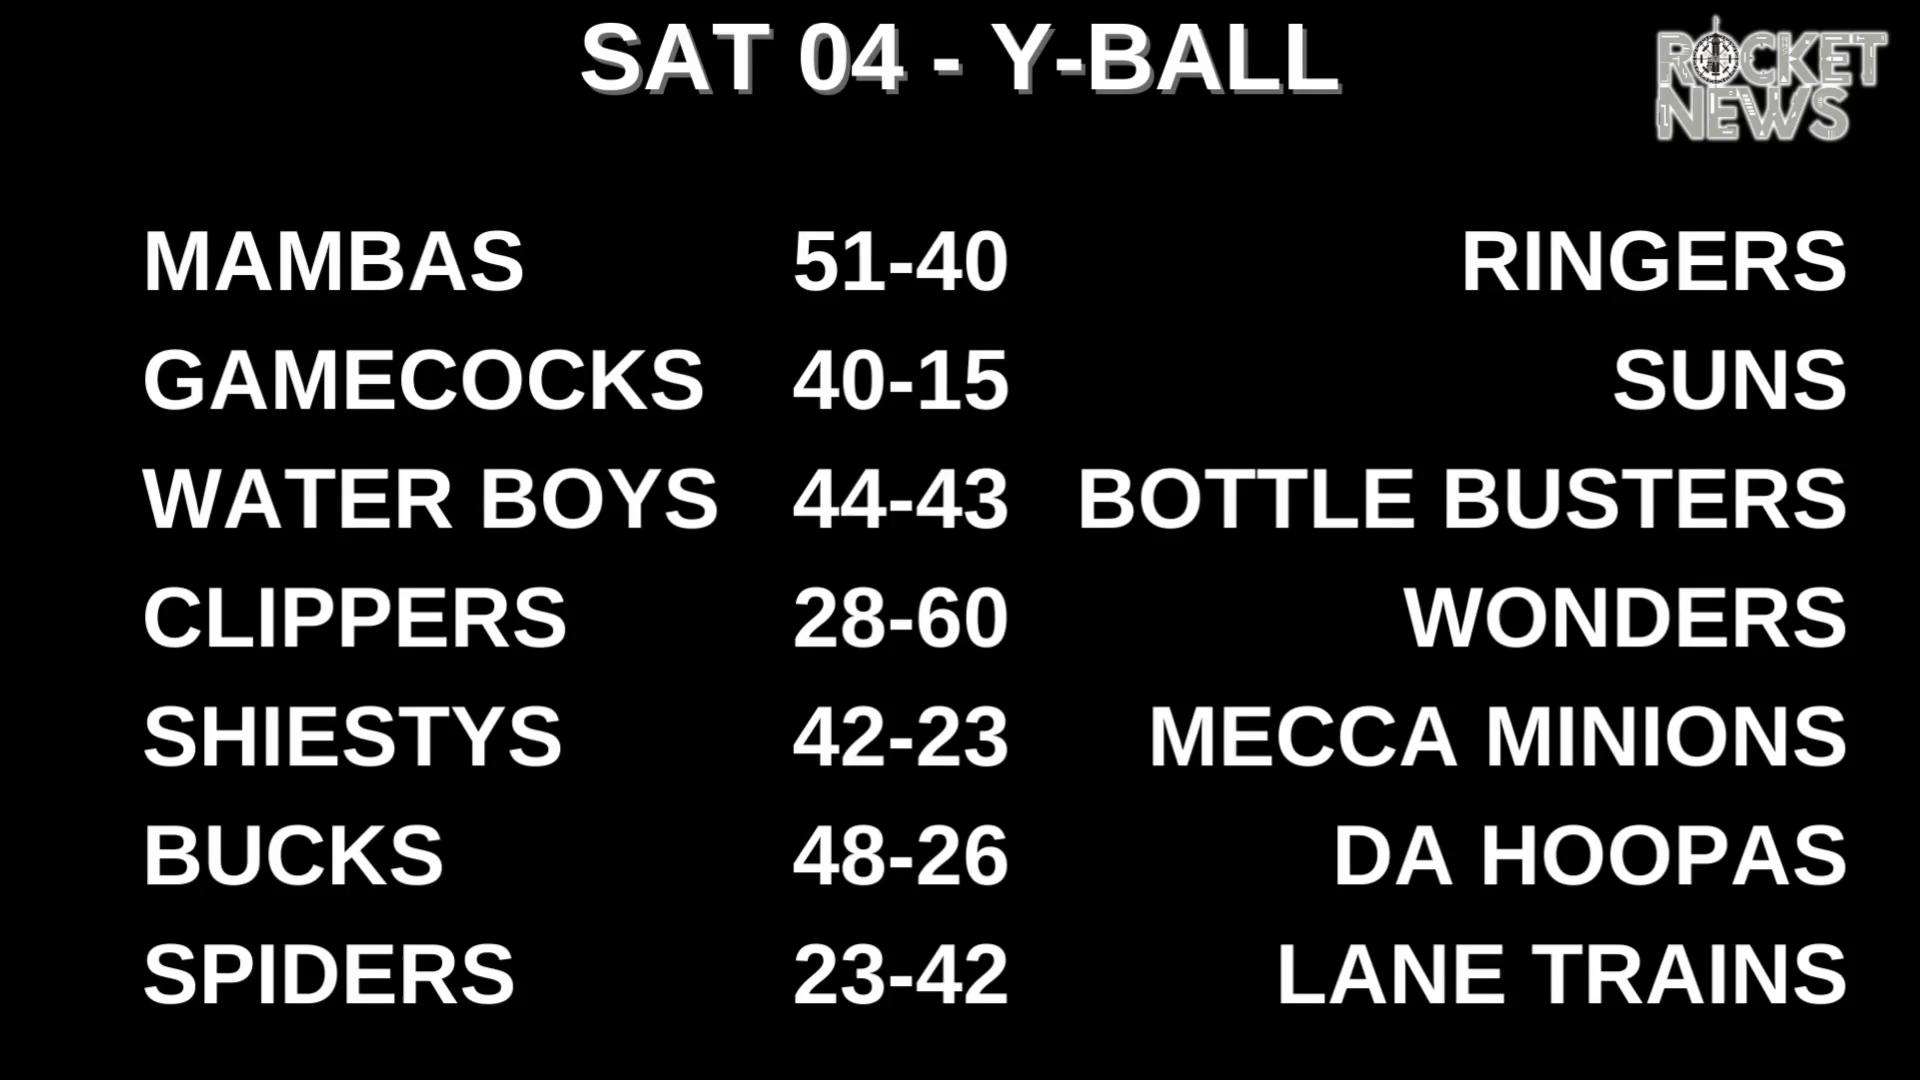 SAT 04 - Y-BALL
ROCKET
NEWS
MAMBAS 51-40 RINGERS
GAMECOCKS 40-15 SUNS
WATER BOYS 44-43 BOTTLE BUSTERS
CLIPPERS 28-60 WONDERS
SHIESTYS 42-23 MECCA MINIONS
BUCKS 48-26 DA HOOPAS
SPIDERS 23-42 LANE TRAINS